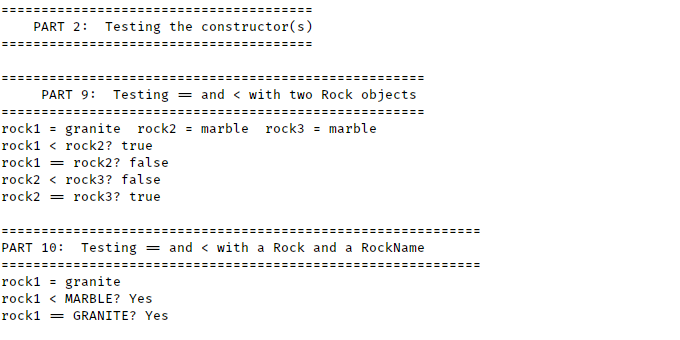 =======================================
    PART 2:  Testing the constructor(s)
=======================================

=====================================================
     PART 9:  Testing == and < with two Rock objects
=====================================================
rock1 = granite  rock2 = marble  rock3 = marble
rock1 < rock2? true
rock1 == rock2? false
rock2 < rock3? false
rock2 == rock3? true

============================================================
PART 10:  Testing == and < with a Rock and a RockName
============================================================
rock1 = granite
rock1 < MARBLE? Yes
rock1 == GRANITE? Yes